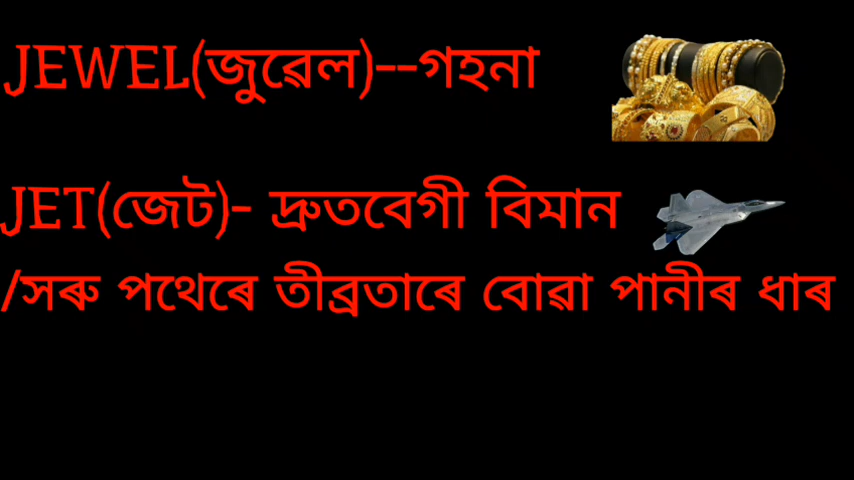 JEWEL(জুৱেল)--গহনা
JET(জেট)- দ্ৰুতবেগী বিমান
/সৰু পথেৰে তীব্ৰতাৰে বোৱা পানীৰ ধাৰ